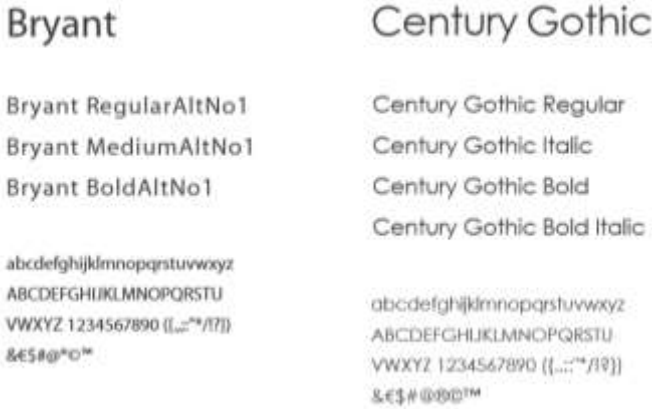 Bryant
Bryant RegularAltNo1
Bryant MediumAltNo1
Bryant BoldAltNo1
abcdefghijklmnopqrstuvwxyz
ABCDEFGHIJKLMNOPQRSTU
VWXYZ 1234567890
Century Gothic
Century Gothic Regular
Century Gothic Italic
Century Gothic Bold
Century Gothic Bold Italic
abcdefghijklmnopqrstuvwxyz
ABCDEFGHIJKLMNOPQRSTU
VWXYZ 1234567890
&€$#@®©™